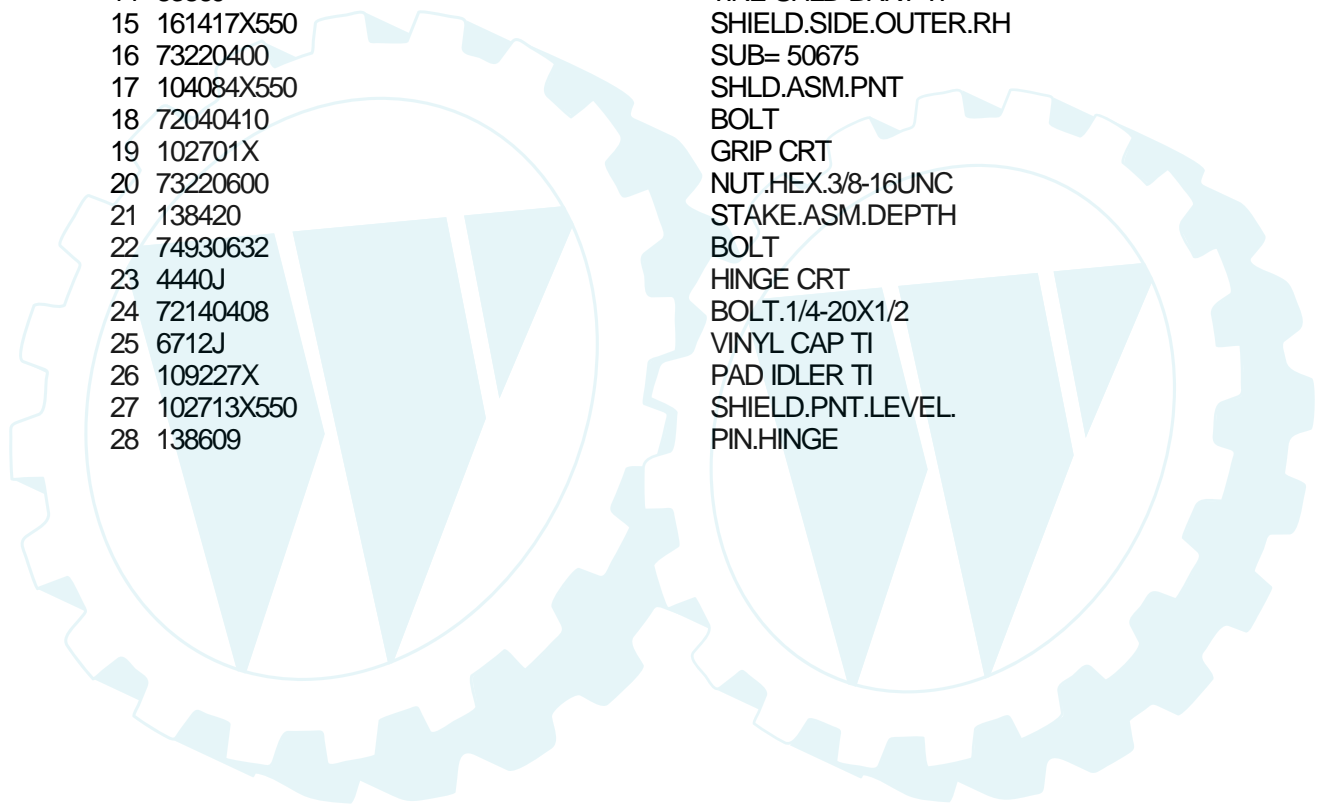 15 161417X550 SHIELD.SIDE.OUTER.RH
16 73220400 SUB= 50675
17 104084X550 SHLD.ASM.PNT
18 72040410 BOLT
19 102701X GRIP CRT
20 73220600 NUT.HEX.3/8-16UNC
21 138420 STAKE.ASM.DEPTH
22 74930632 BOLT
23 4440J HINGE CRT
24 72140408 BOLT.1/4-20X1/2
25 6712J VINYL CAP TI
26 109227X PAD IDLER TI
27 102713X550 SHIELD.PNT.LEVEL.
28 138609 PIN.HINGE